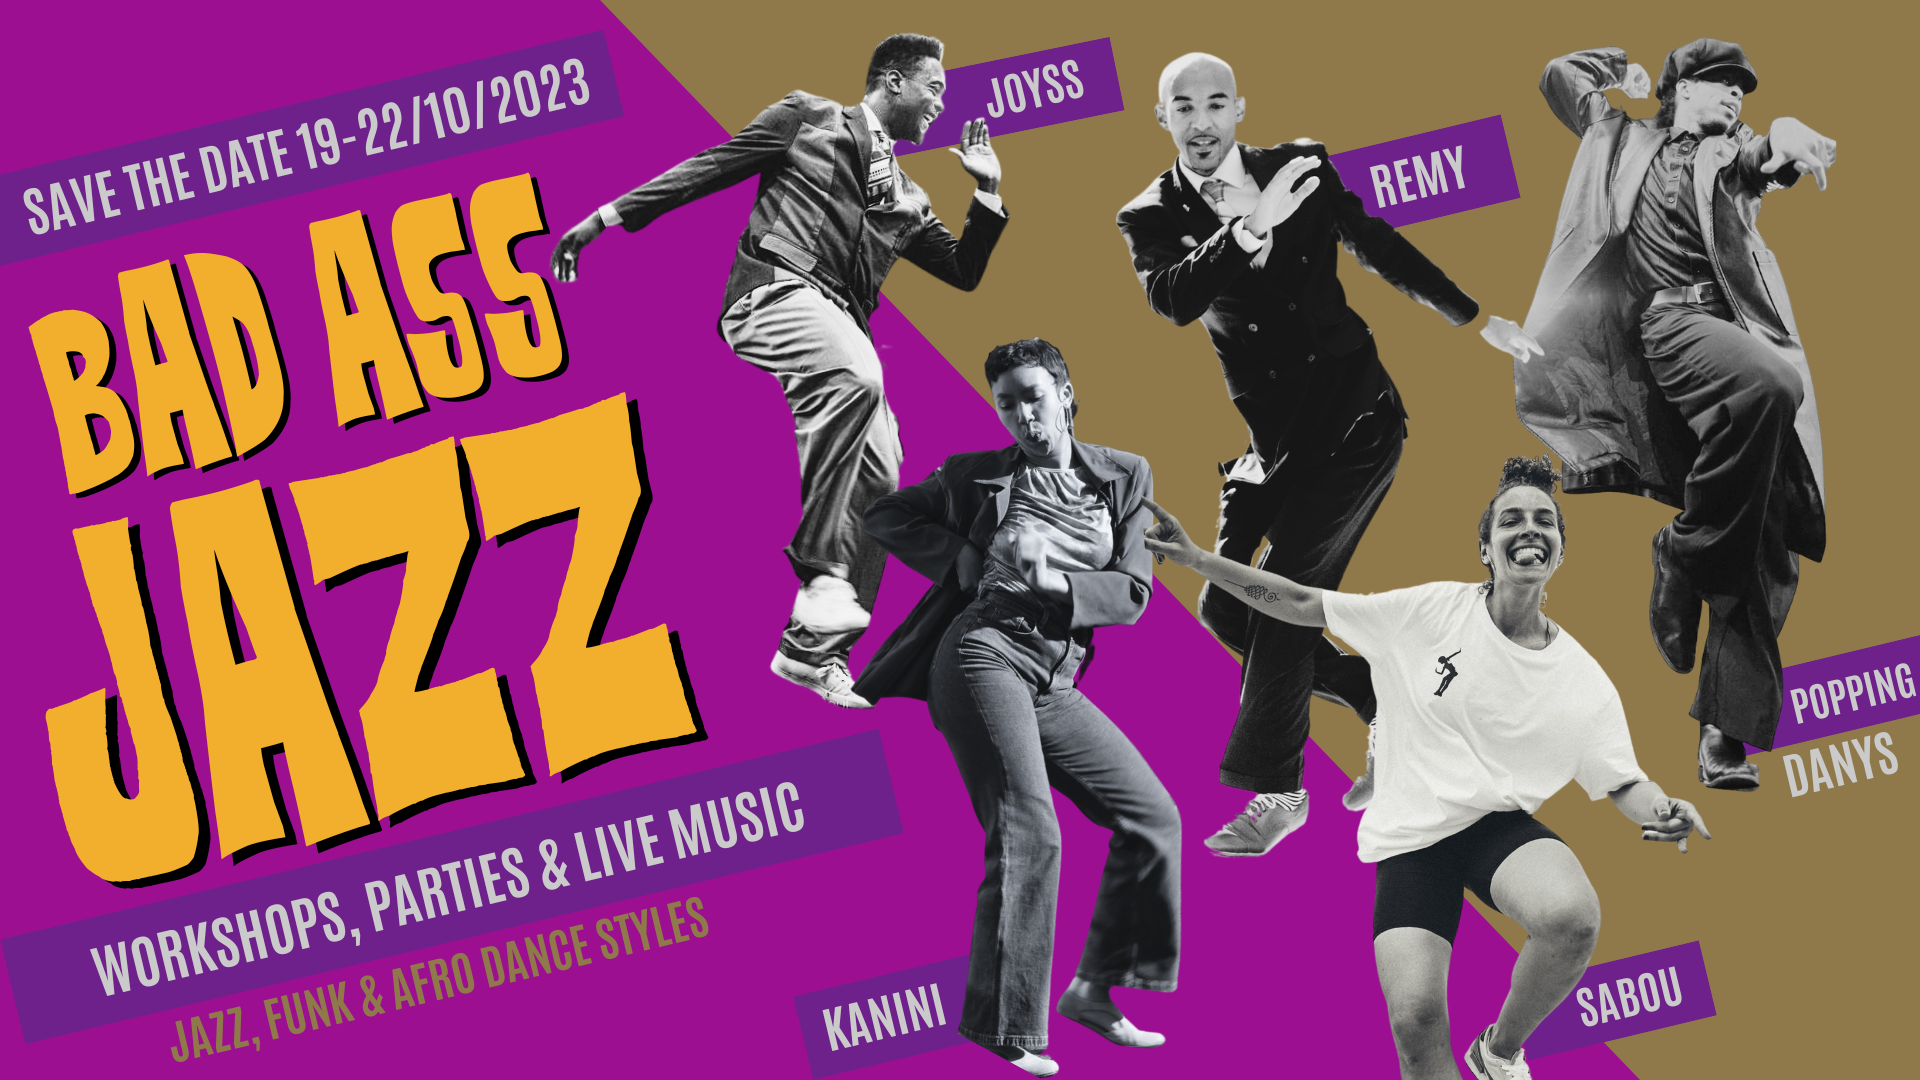 SAVE THE DATE 19-22/10/2023
BAD ASS
JAZZ
WORKSHOPS, PARTIES & LIVE MUSIC
JAZZ, FUNK & AFRO DANCE STYLES
JOYSS
REMY
POPPING
DANYS
KANINI
SABOU